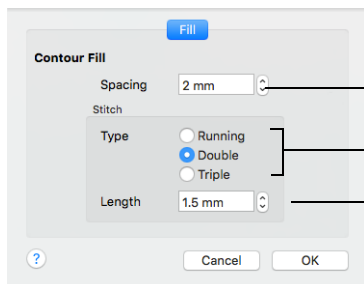 Fill
Contour Fill
Spacing 2 mm
Stitch
Type Running
Double
Triple
Length 1.5 mm
? Cancel OK